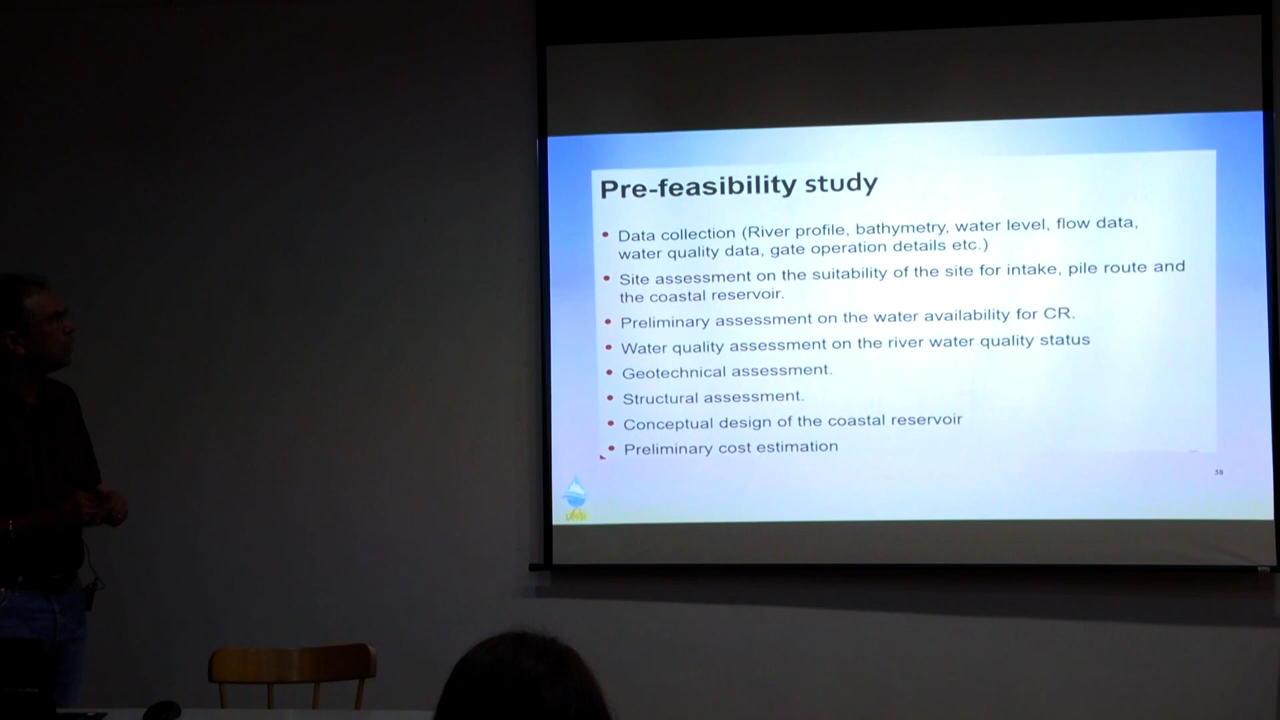 Pre-feasibility study
• Data collection (River profile, bathymetry, water level, flow data,
water quality data, gate operation details etc.)
• Site assessment on the suitability of the site for intake, pile route and
the coastal reservoir.
• Preliminary assessment on the water availability for CR.
• Water quality assessment on the river water quality status
• Geotechnical assessment.
• Structural assessment.
• Conceptual design of the coastal reservoir
• Preliminary cost estimation
58